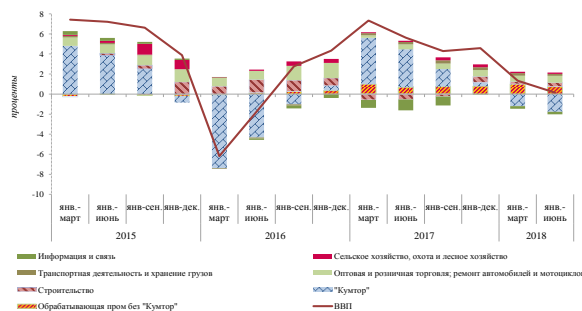 8
6
4
2
0
-2
-4
-6
-8
-10
проценты
янв.-март
янв.-июнь
янв-сен.
янв-дек.
янв.-март
янв.-июнь
янв-сен.
янв-дек.
янв.-март
янв.-июнь
янв-сен.
янв-дек.
янв.-март
янв.-июнь
2015
2016
2017
2018
Информация и связь
Сельское хозяйство, охота и лесное хозяйство
Транспортная деятельность и хранение грузов
Оптовая и розничная торговля; ремонт автомобилей и мотоцикло
Строительство
"Кумтор"
Обрабатывающая пром без "Кумтор"
ВВП